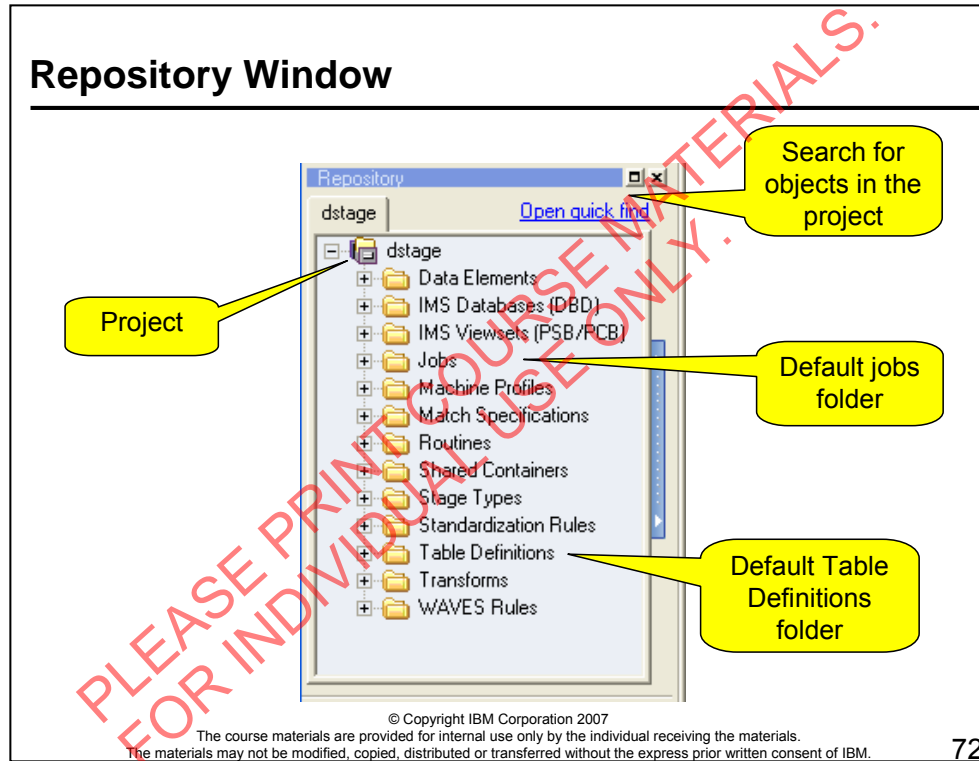 Repository Window
Repository
dstage
Open quick find
dstage
Data Elements
IMS Databases (DBD)
IMS Viewsets (PSB/PCB)
Jobs
Machine Profiles
Match Specifications
Routines
Shared Containers
Stage Types
Standardization Rules
Table Definitions
Transforms
WAVES Rules
Project
Search for
objects in the
project
Default jobs
folder
Default Table
Definitions
folder
PLEASE PRINT COURSE MATERIALS.
FOR INDIVIDUAL USE ONLY.
© Copyright IBM Corporation 2007
The course materials are provided for internal use only by the individual receiving the materials.
The materials may not be modified, copied, distributed or transferred without the express prior written consent of IBM.
72